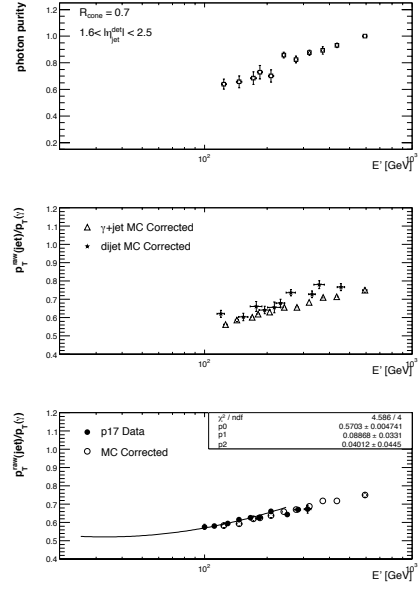 photon purity
R_cone = 0.7
1.6< |η^det_jet| < 2.5
1.2
1.0
0.8
0.6
0.4
0.2
10²
10³
E' [GeV]
p_T^raw(jet)/p_T(γ)
1.2
1.1
1.0
0.9
0.8
0.7
0.6
0.5
0.4
γ+jet MC Corrected
dijet MC Corrected
10²
10³
E' [GeV]
p_T^raw(jet)/p_T(γ)
1.2
1.1
1.0
0.9
0.8
0.7
0.6
0.5
0.4
p17 Data
MC Corrected
χ² / ndf 4.586 / 4
p0 0.5703 ± 0.004741
p1 0.08868 ± 0.0331
p2 0.04012 ± 0.0445
10²
10³
E' [GeV]